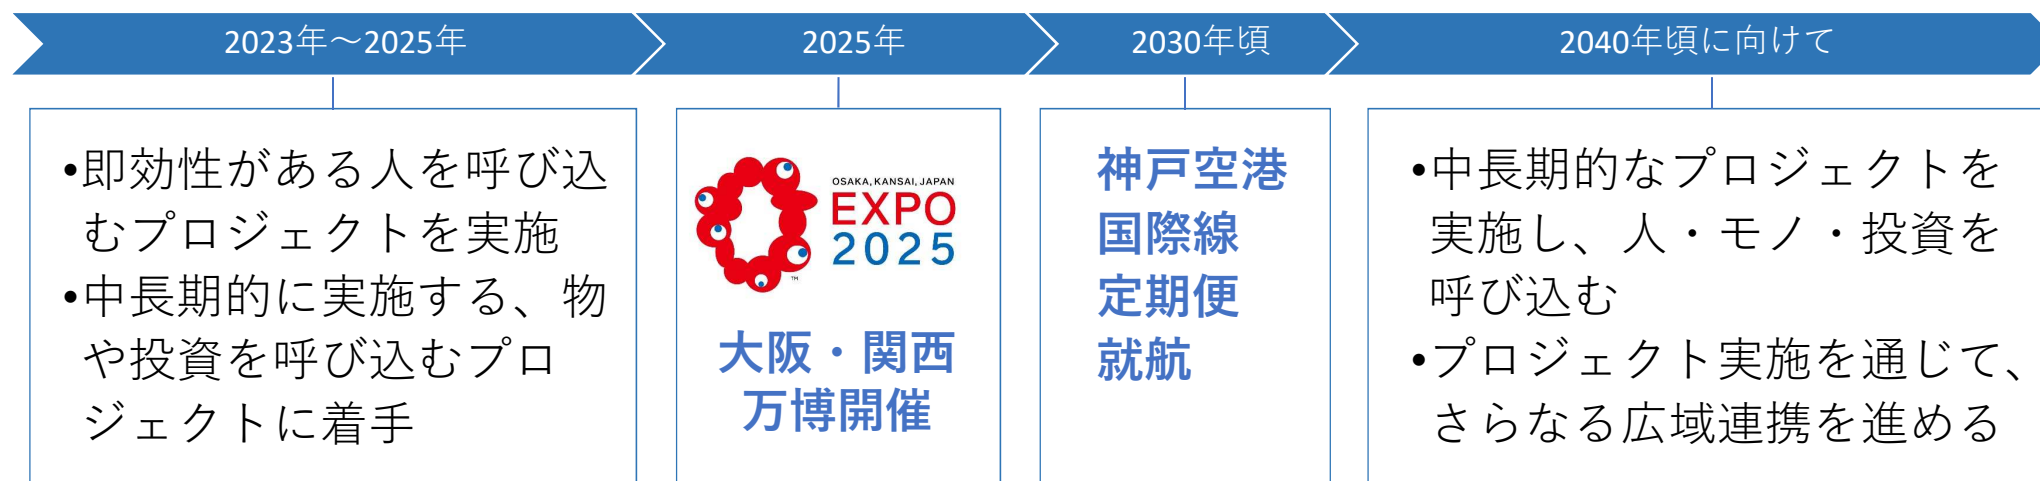 2023年～2025年
2025年
2030年頃
2040年頃に向けて
•即効性がある人を呼び込
むプロジェクトを実施
•中長期的に実施する、物
や投資を呼び込むプロ
ジェクトに着手
OSAKA, KANSAI, JAPAN
EXPO
2025
™
大阪・関西
万博開催
神戸空港
国際線
定期便
就航
•中長期的なプロジェクトを
実施し、人・モノ・投資を
呼び込む
•プロジェクト実施を通じて、
さらなる広域連携を進める